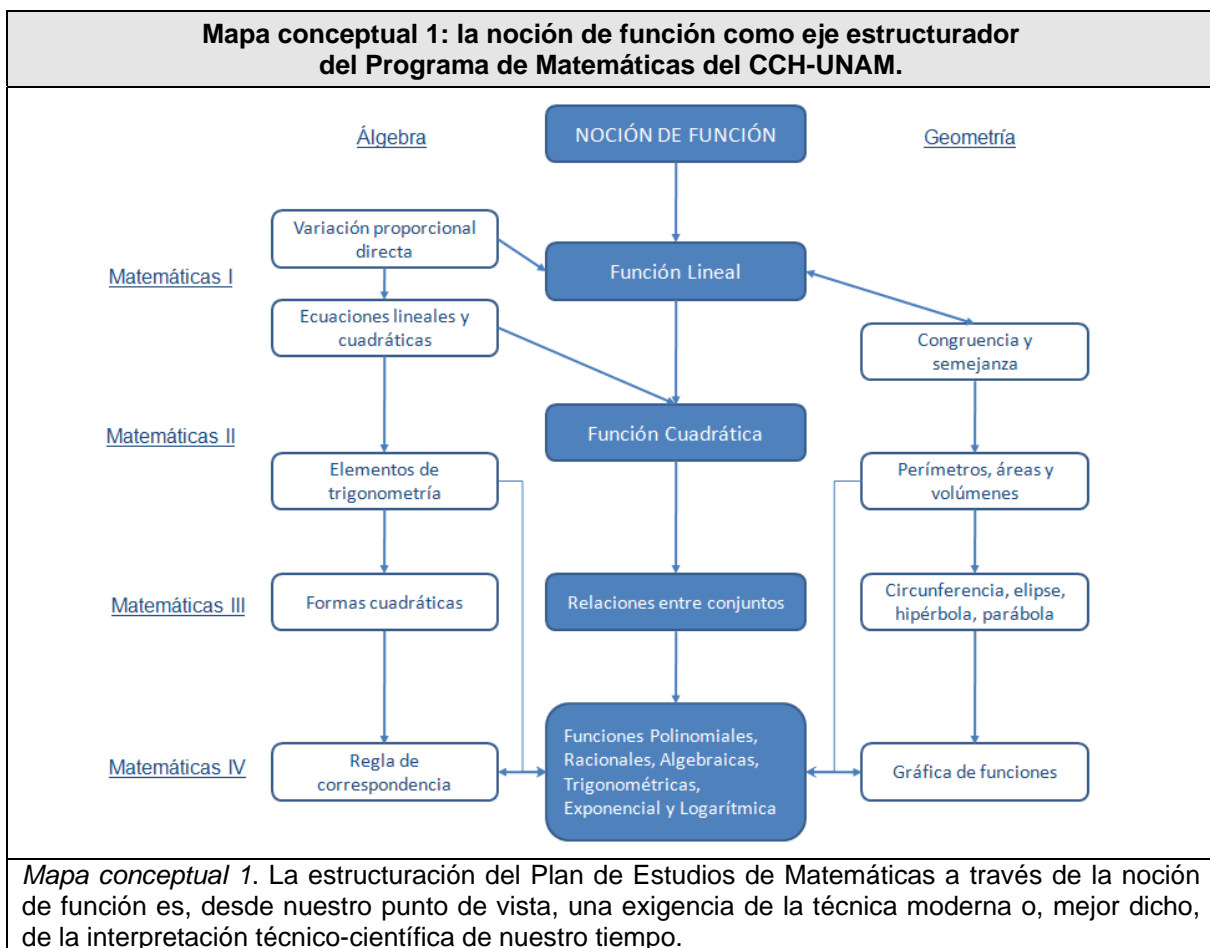 Mapa conceptual 1: la noción de función como eje estructurador
del Programa de Matemáticas del CCH-UNAM.
Álgebra
NOCIÓN DE FUNCIÓN
Geometría
Variación proporcional
directa
Matemáticas I
Función Lineal
Ecuaciones lineales y
cuadráticas
Congruencia y
semejanza
Matemáticas II
Función Cuadrática
Elementos de
trigonometría
Perímetros, áreas y
volúmenes
Matemáticas III
Formas cuadráticas
Relaciones entre conjuntos
Circunferencia, elipse,
hipérbola, parábola
Matemáticas IV
Regla de
correspondencia
Funciones Polinomiales,
Racionales, Algebraicas,
Trigonométricas,
Exponencial y Logarítmica
Gráfica de funciones
Mapa conceptual 1. La estructuración del Plan de Estudios de Matemáticas a través de la noción
de función es, desde nuestro punto de vista, una exigencia de la técnica moderna o, mejor dicho,
de la interpretación técnico-científica de nuestro tiempo.